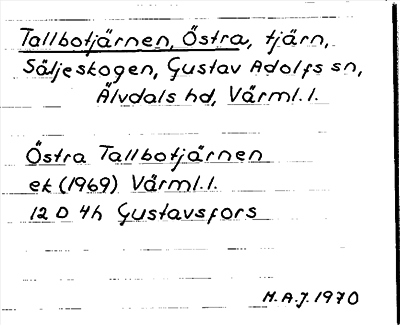 Tallbotjärnen, Östra, tjärn,
Säljeskogen, Gustav Adolfs sn,
Älvdals hd, Värml. l.
Östra Tallbotjärnen
ek (1969) Värml. l.
12 D 4h Gustavsfors
H.A.J. 1970